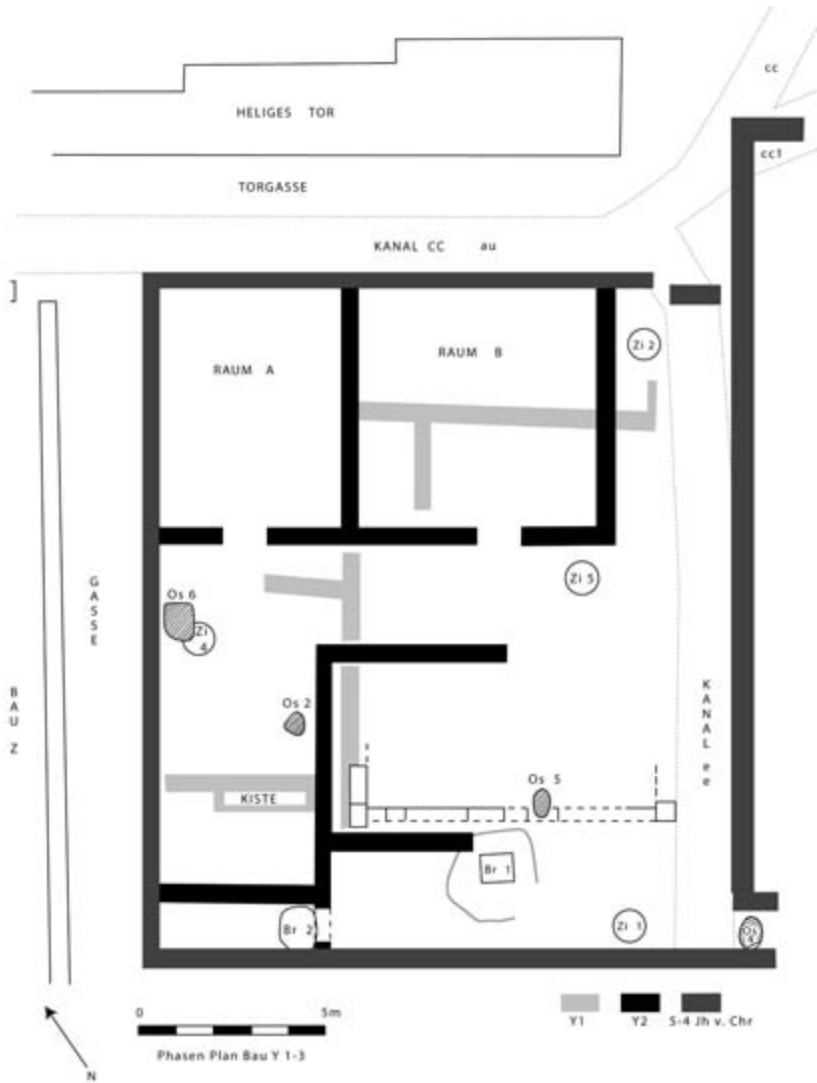 cc
HELIGES TOR
cc1
TORGASSE
KANAL CC au
Zi 2
RAUM A
RAUM B
Zi 5
Os 6
Zi
4
GASSE
BAU Z
KANAL ee
Os 2
Os 5
KISTE
Br 1
Br 2
Zi 1
Os
0 5m
Y1 Y2 5-4 Jh v. Chr
Phasen Plan Bau Y 1-3
N